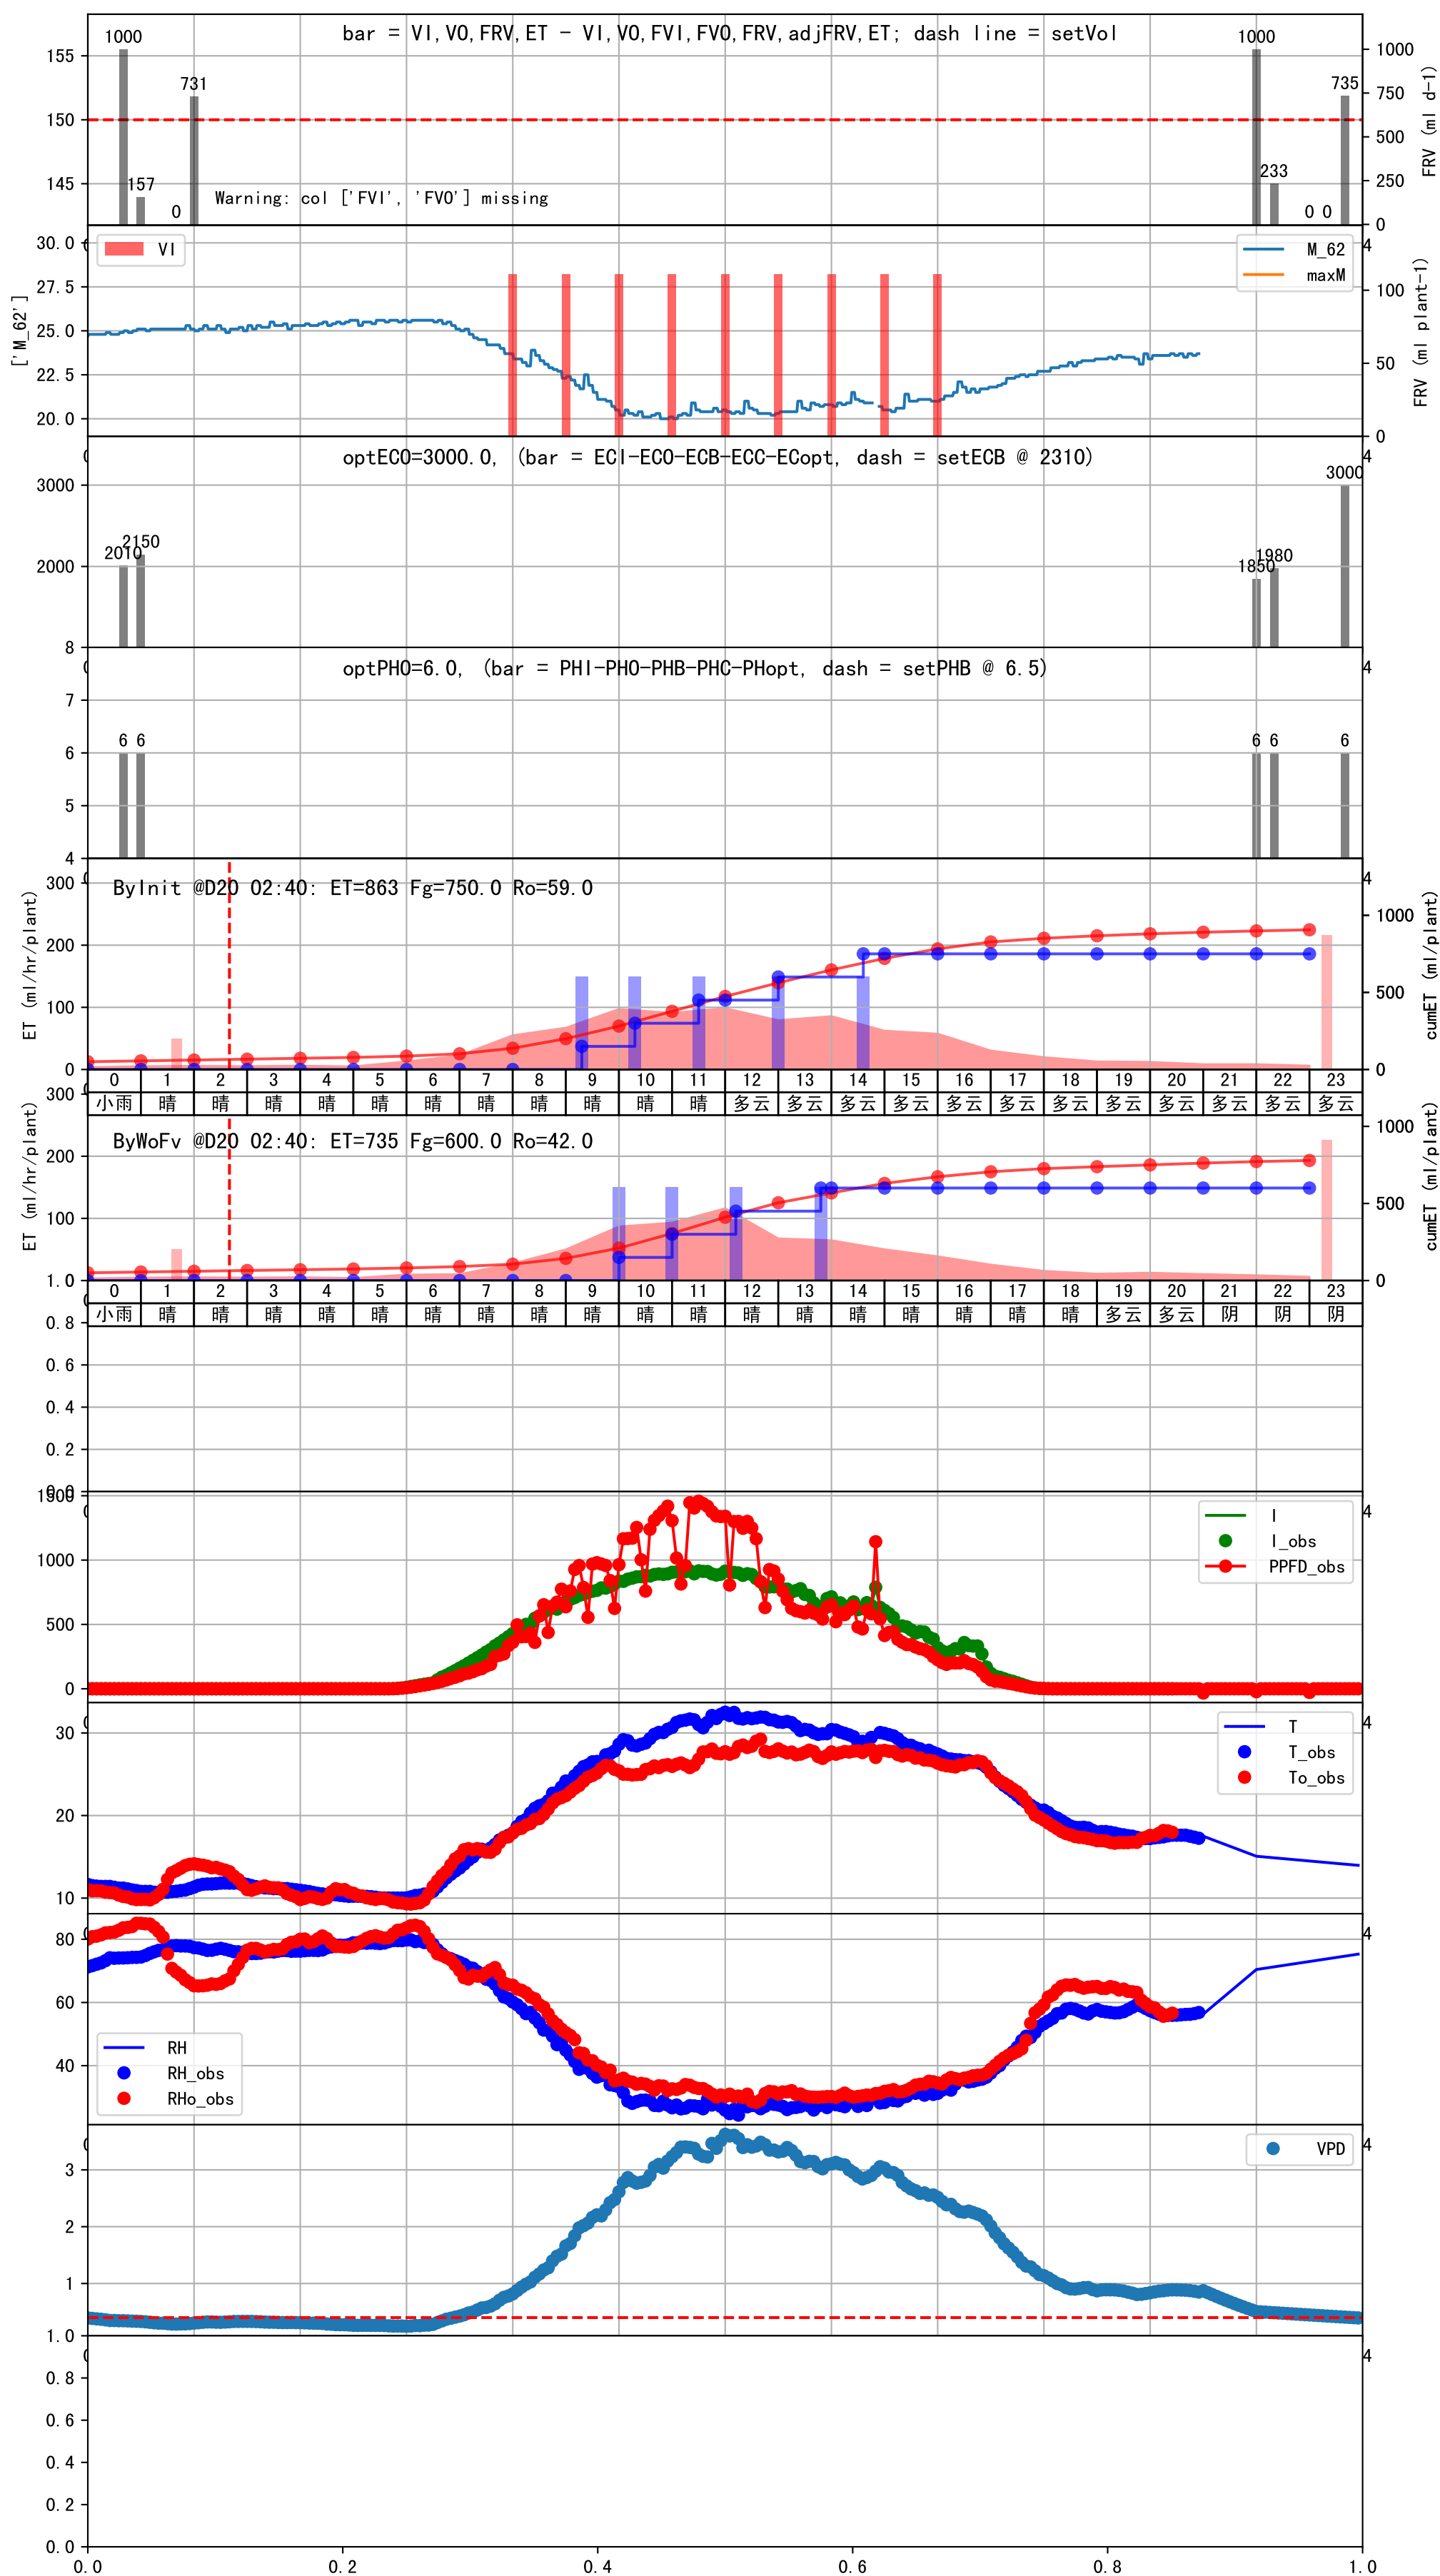 bar = VI,VO,FRV,ET - VI,VO,FVI,FVO,FRV,adjFRV,ET; dash line = setVol
1000
157
0
731
1000
233
0 0
735
155
150
145
1000
750
500
250
0
FRV (ml d-1)
Warning: col ['FVI', 'FVO'] missing
VI
M_62
maxM
30.0
27.5
25.0
22.5
20.0
['M_62']
4
100
50
0
FRV (ml plant-1)
optEC0=3000.0, (bar = ECI-ECO-ECB-ECC-ECopt, dash = setECB @ 2310)
4
3000
2000
2010
2150
1850
1980
3000
optPH0=6.0, (bar = PHI-PHO-PHB-PHC-PHopt, dash = setPHB @ 6.5)
4
8
7
6
5
4
6 6
6 6
6
ByInit @D20 02:40: ET=863 Fg=750.0 Ro=59.0
4
300
200
100
0
ET (ml/hr/plant)
1000
500
0
cumET (ml/plant)
0 1 2 3 4 5 6 7 8 9 10 11 12 13 14 15 16 17 18 19 20 21 22 23
小雨 晴 晴 晴 晴 晴 晴 晴 晴 晴 晴 晴 多云 多云 多云 多云 多云 多云 多云 多云 多云 多云 多云 多云
ByWoFv @D20 02:40: ET=735 Fg=600.0 Ro=42.0
300
200
100
ET (ml/hr/plant)
1000
500
0
cumET (ml/plant)
0 1 2 3 4 5 6 7 8 9 10 11 12 13 14 15 16 17 18 19 20 21 22 23
小雨 晴 晴 晴 晴 晴 晴 晴 晴 晴 晴 晴 晴 晴 晴 晴 晴 晴 晴 多云 多云 阴 阴 阴
1.0
0.8
0.6
0.4
0.2
1500
1000
500
0
4
I
I_obs
PPFD_obs
30
20
10
4
T
T_obs
To_obs
80
60
40
4
RH
RH_obs
RHo_obs
3
2
1
4
VPD
1.0
0.8
0.6
0.4
0.2
0.0
4
0.0 0.2 0.4 0.6 0.8 1.0